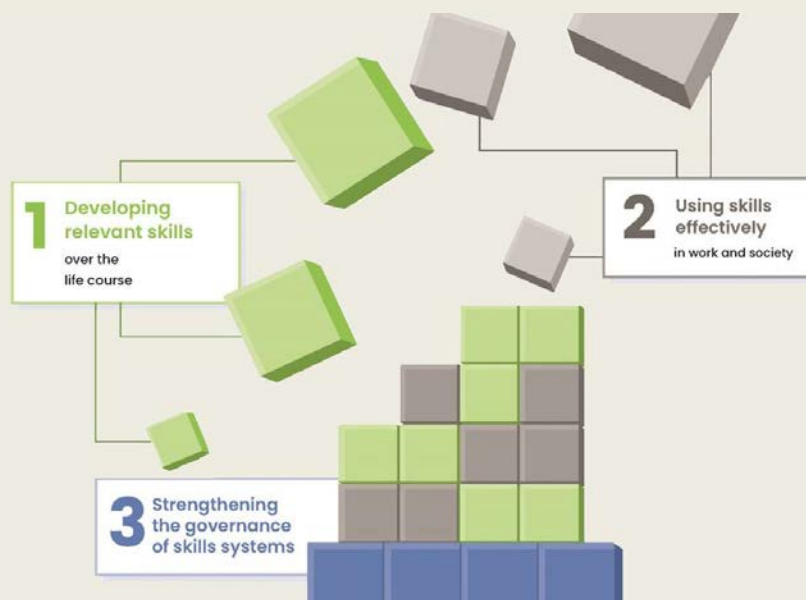 1
Developing
relevant skills
over the
life course
2
Using skills
effectively
in work and society
3
Strengthening
the governance
of skills systems